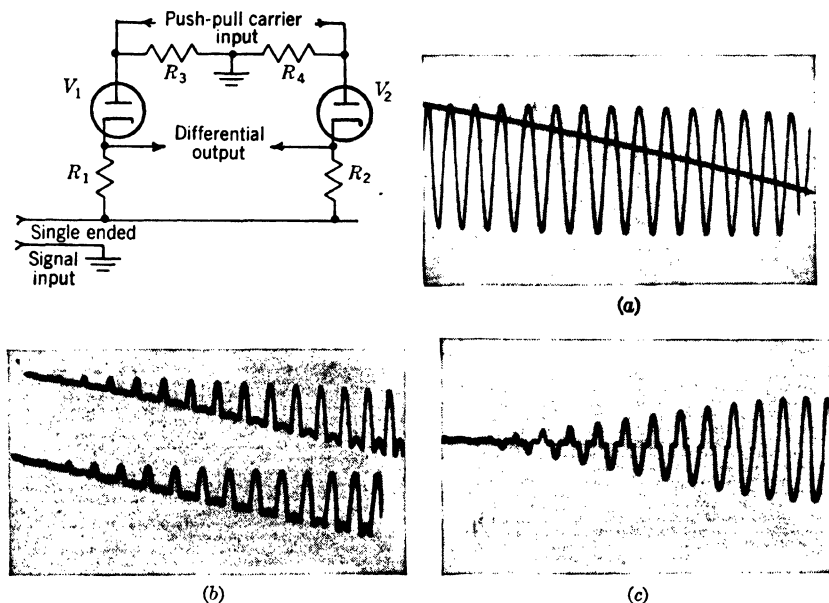 Push-pull carrier
input
R3
R4
V1
V2
Differential
output
R1
R2
Single ended
Signal
input
(a)
(b)
(c)